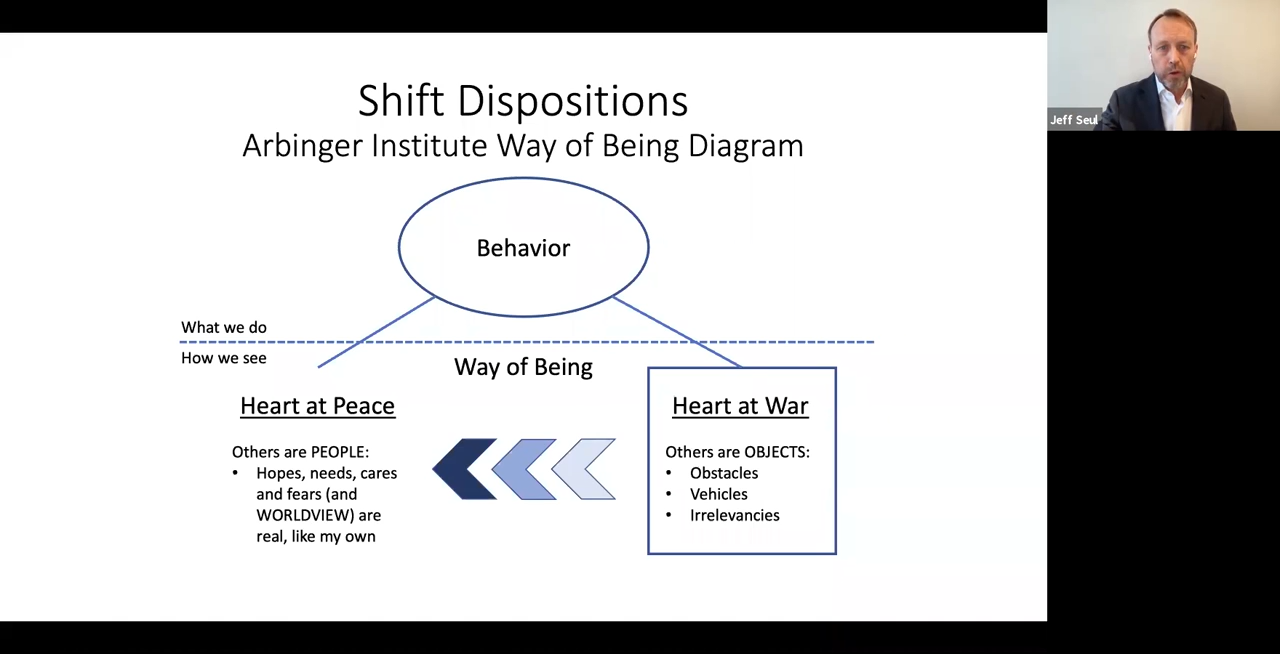 Shift Dispositions
Arbinger Institute Way of Being Diagram
Jeff Seul
Behavior
What we do
How we see
Way of Being
Heart at Peace
Others are PEOPLE:
• Hopes, needs, cares
and fears (and
WORLDVIEW) are
real, like my own
Heart at War
Others are OBJECTS:
• Obstacles
• Vehicles
• Irrelevancies